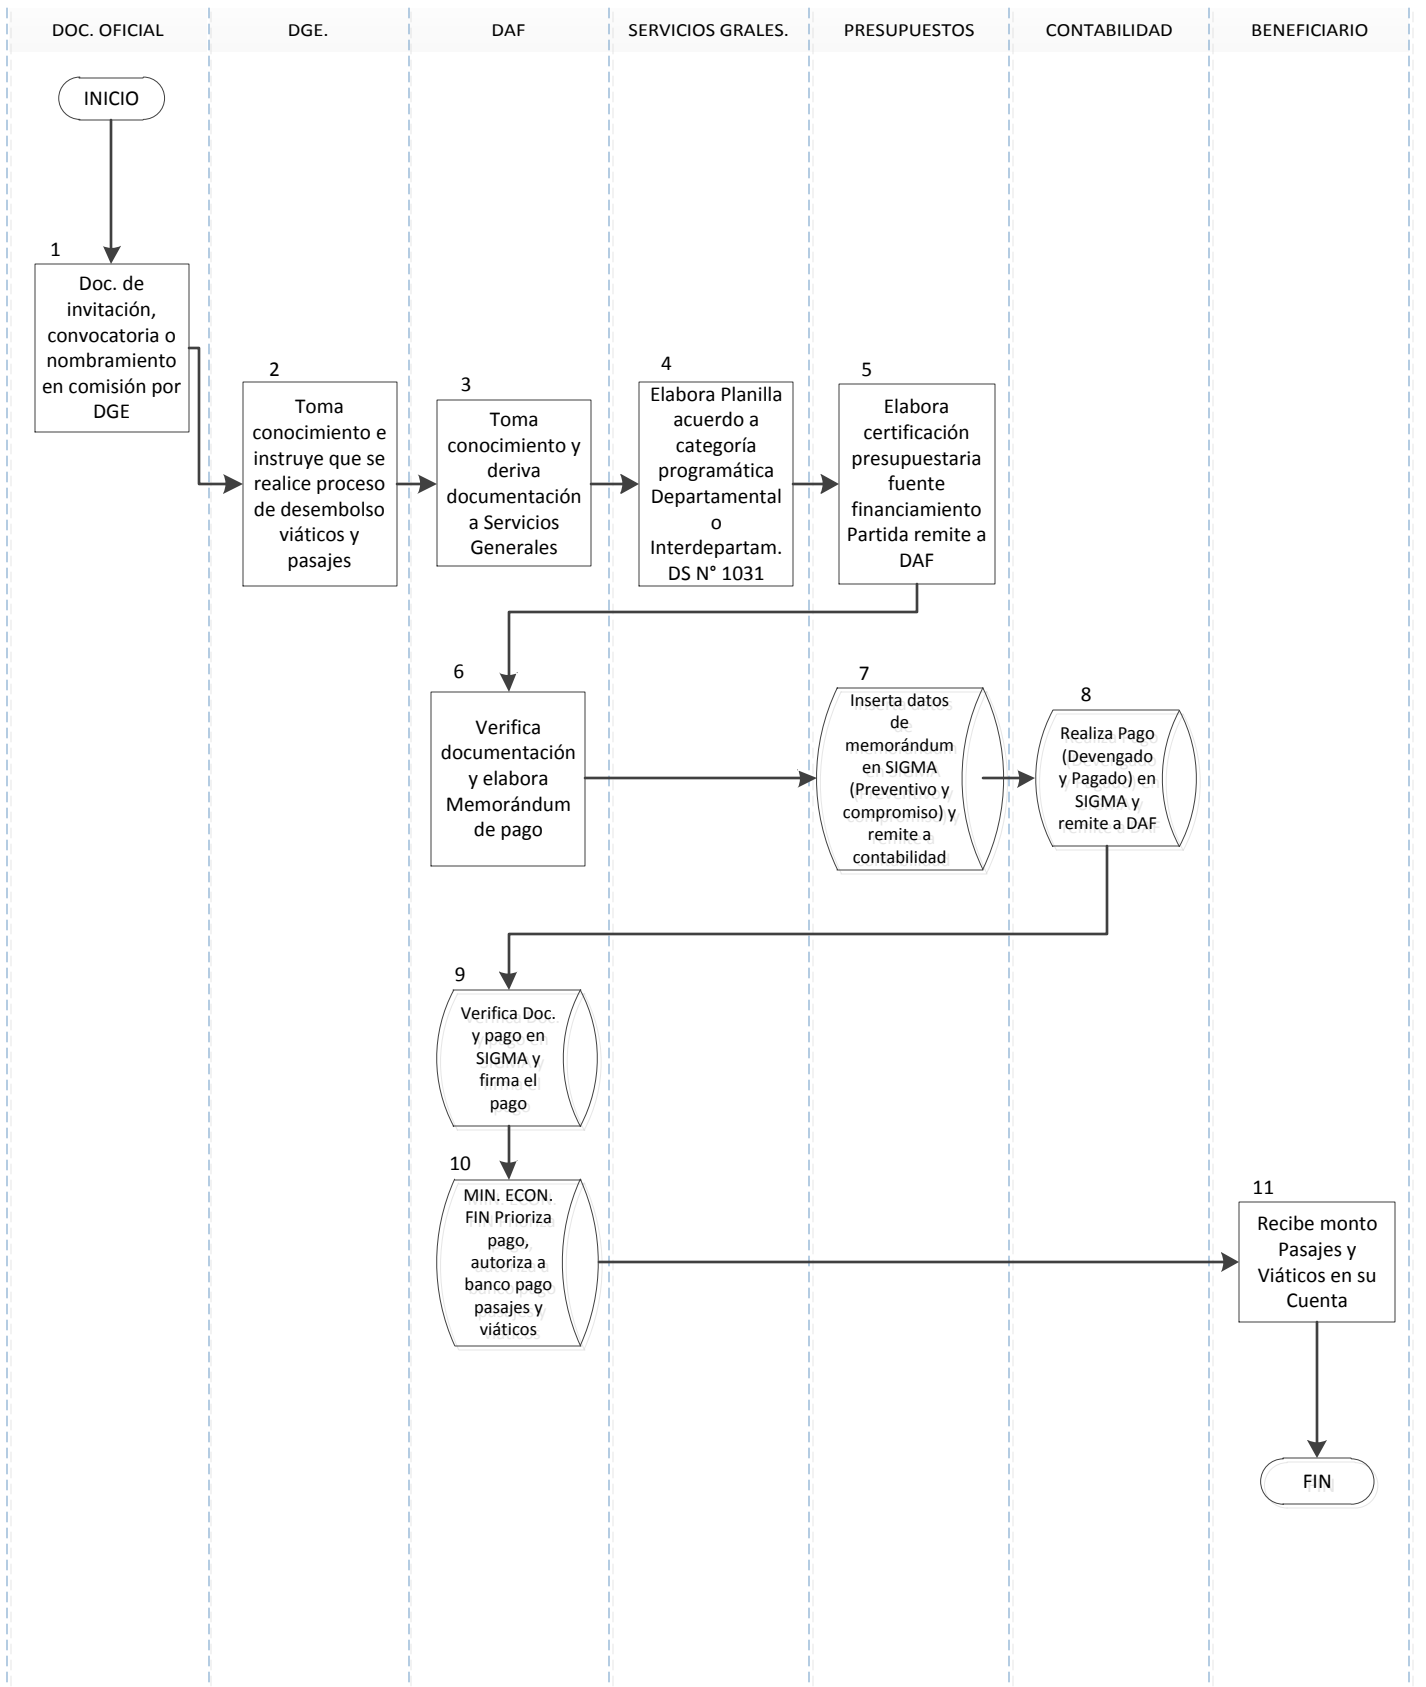 DOC. OFICIAL
DGE.
DAF
SERVICIOS GRALES.
PRESUPUESTOS
CONTABILIDAD
BENEFICIARIO
INICIO
1
Doc. de
invitación,
convocatoria o
nombramiento
en comisión por
DGE
2
Toma
conocimiento e
instruye que se
realice proceso
de desembolso
viáticos y
pasajes
3
Toma
conocimiento y
deriva
documentación
a Servicios
Generales
4
Elabora Planilla
acuerdo a
categoría
programática
Departamental
o
Interdepartam.
DS N° 1031
5
Elabora
certificación
presupuestaria
fuente
financiamiento
Partida remite a
DAF
6
Verifica
documentación
y elabora
Memorándum
de pago
7
Inserta datos
de
memorándum
en SIGMA
(Preventivo y
compromiso) y
remite a
contabilidad
8
Realiza Pago
(Devengado
y Pagado) en
SIGMA y
remite a DAF
9
Verifica Doc.
y pago en
SIGMA y
firma el
pago
10
MIN. ECON.
FIN Prioriza
pago,
autoriza a
banco pago
pasajes y
viáticos
11
Recibe monto
Pasajes y
Viáticos en su
Cuenta
FIN